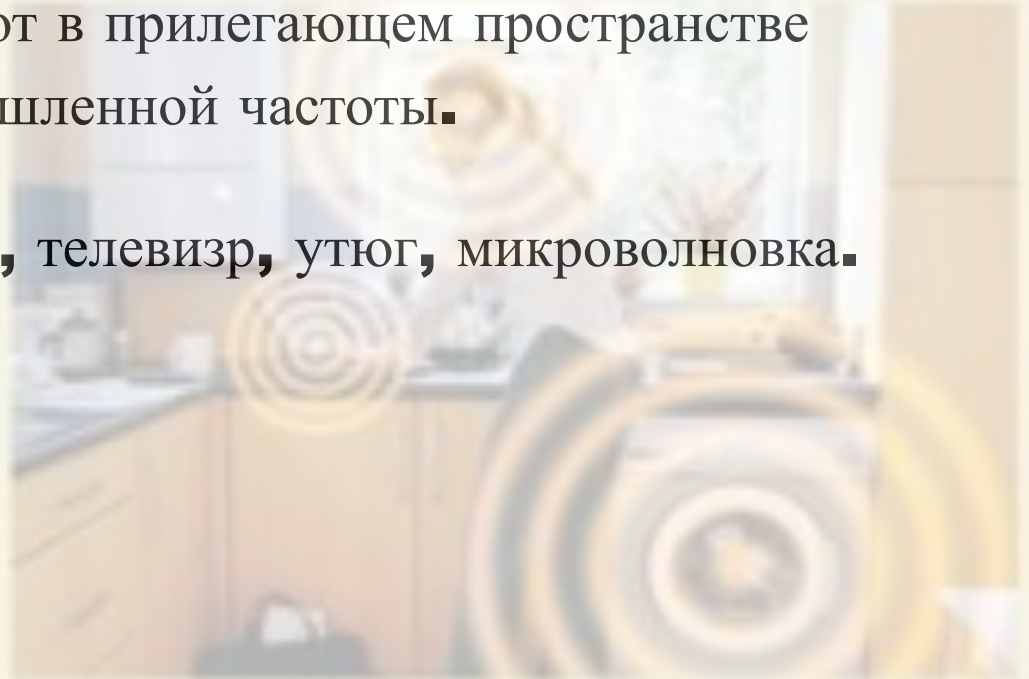 от в прилегающем пространстве
шленной частоты.
, телевизр, утюг, микроволновка.